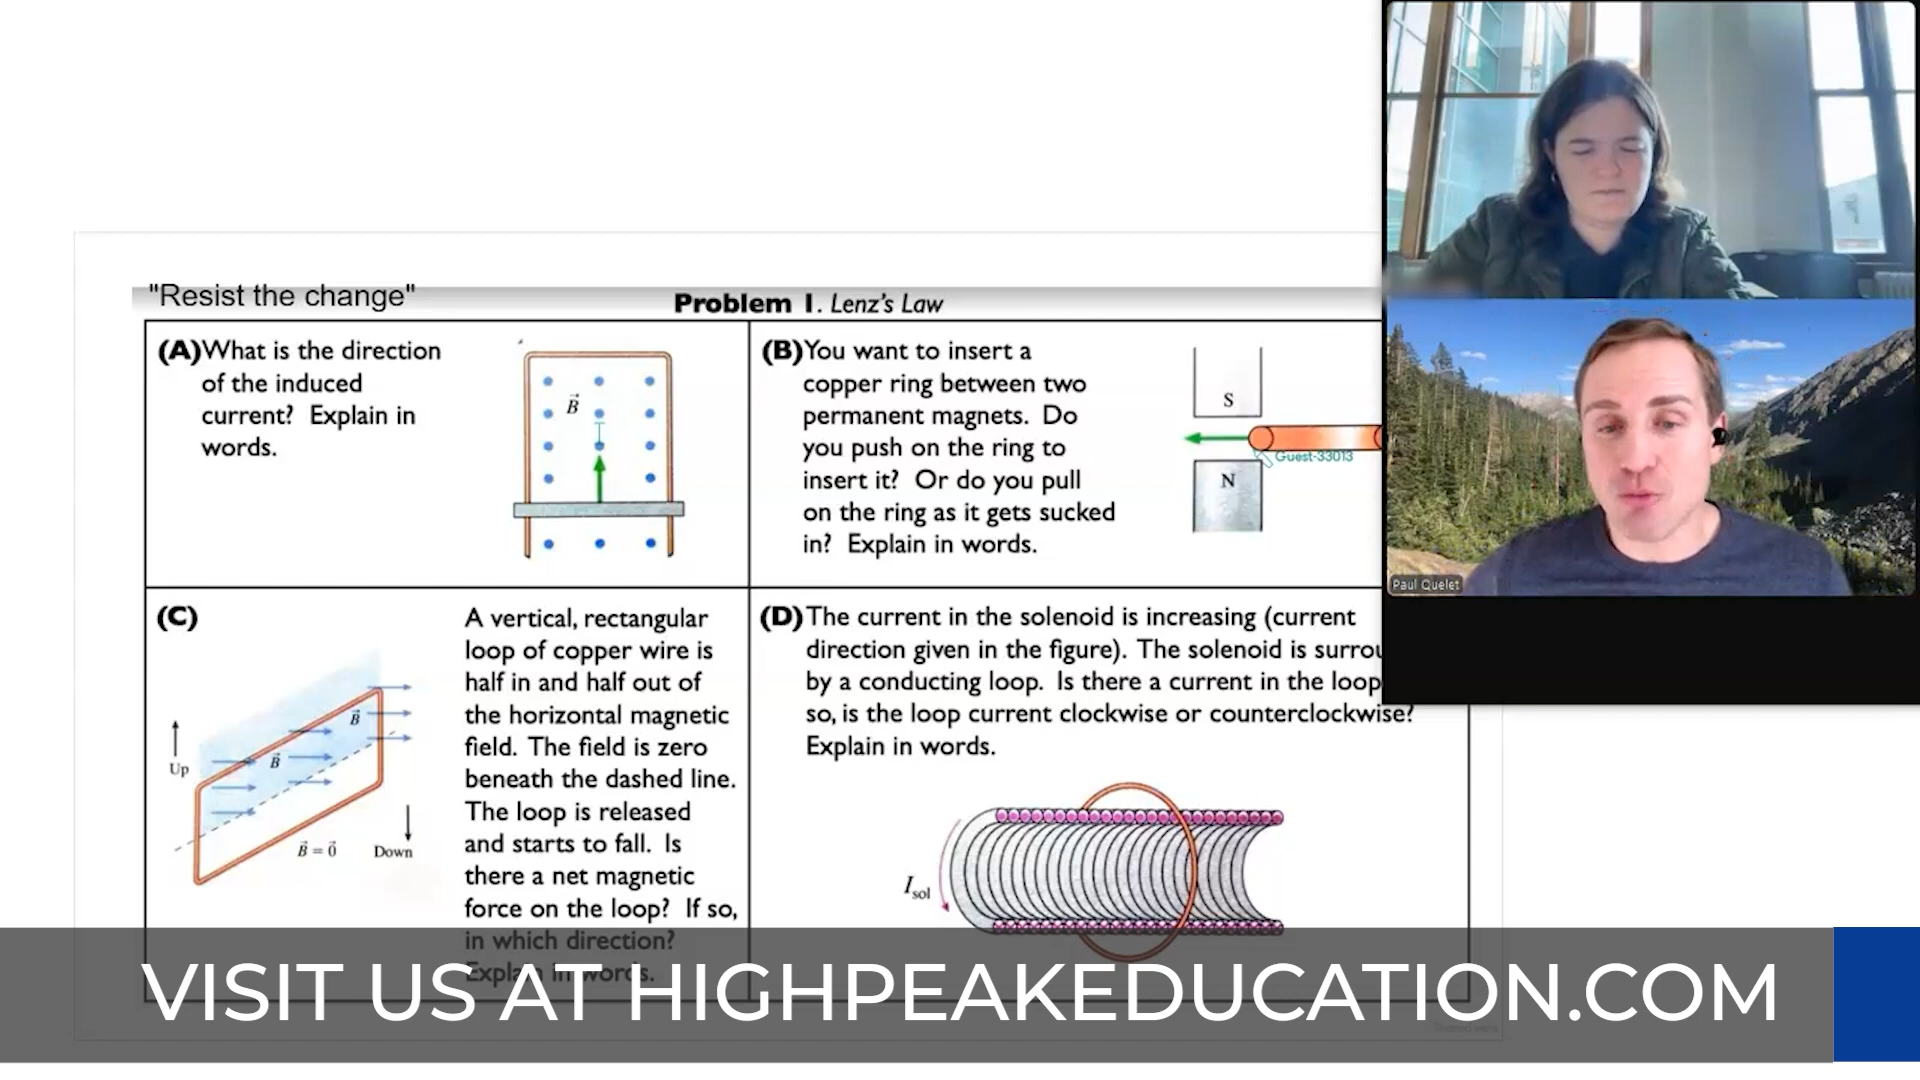 "Resist the change"
Problem 1. Lenz's Law
(A) What is the direction
of the induced
current? Explain in
words.
B
(B) You want to insert a
copper ring between two
permanent magnets. Do
you push on the ring to
insert it? Or do you pull
on the ring as it gets sucked
in? Explain in words.
S
N
Guest-33013
Paul Quelet
(C)
A vertical, rectangular
loop of copper wire is
half in and half out of
the horizontal magnetic
field. The field is zero
beneath the dashed line.
The loop is released
and starts to fall. Is
there a net magnetic
force on the loop? If so,
in which direction?
Explain in words.
Up
B
B
B = 0
Down
(D) The current in the solenoid is increasing (current
direction given in the figure). The solenoid is surrou
by a conducting loop. Is there a current in the loop
so, is the loop current clockwise or counterclockwise?
Explain in words.
Isol
VISIT US AT HIGHPEAKEDUCATION.COM